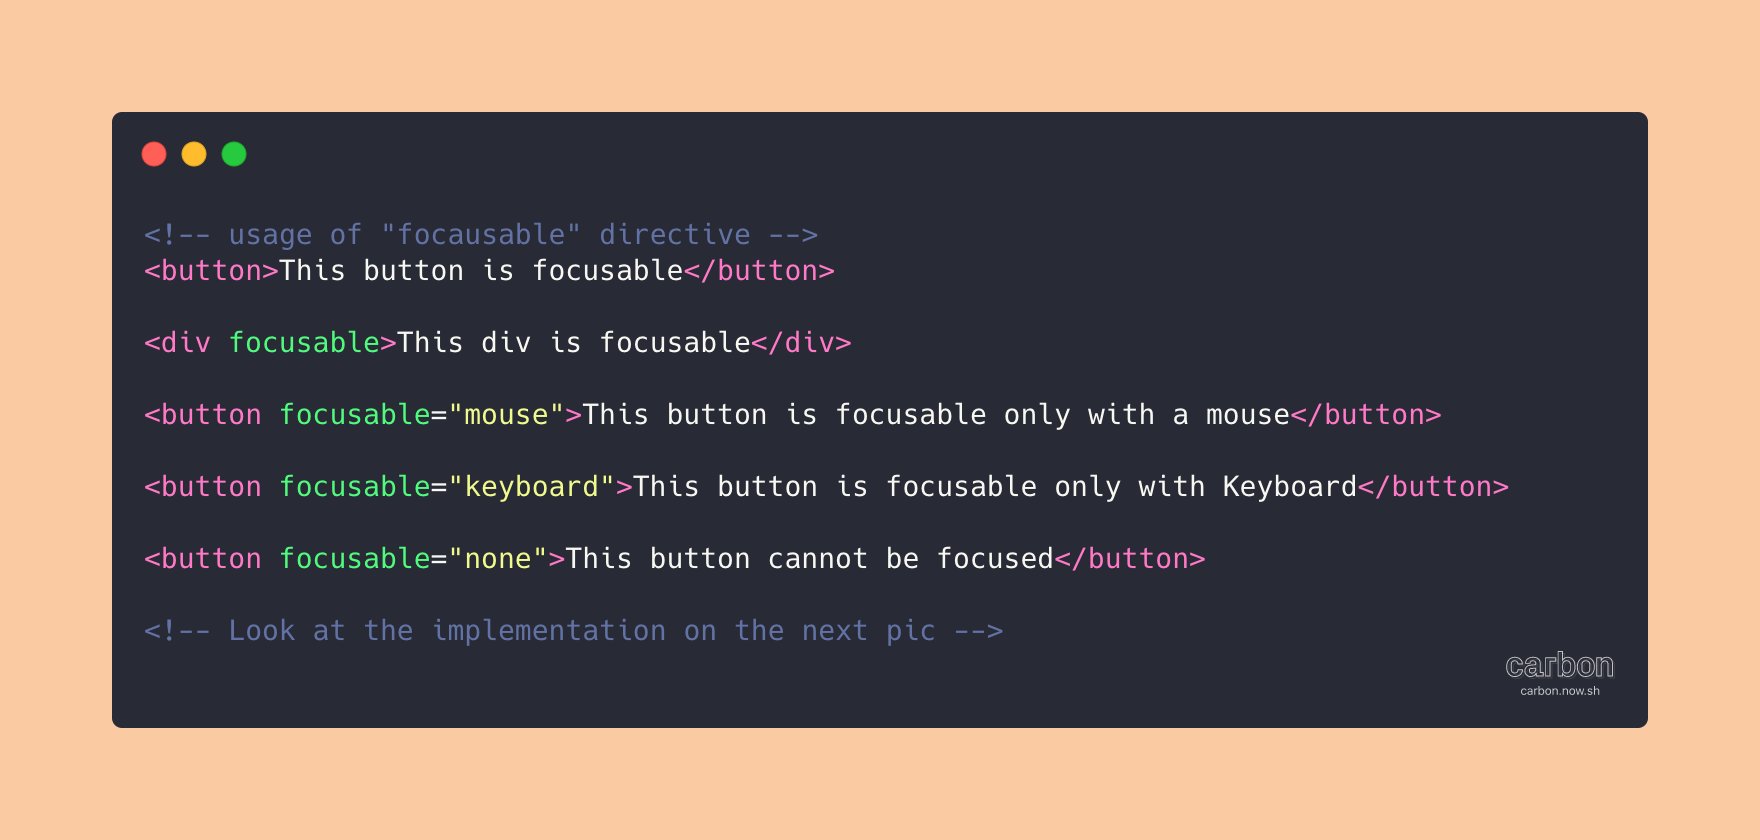 <!-- usage of "focausable" directive -->
<button>This button is focusable</button>
<div focusable>This div is focusable</div>
<button focusable="mouse">This button is focusable only with a mouse</button>
<button focusable="keyboard">This button is focusable only with Keyboard</button>
<button focusable="none">This button cannot be focused</button>
<!-- Look at the implementation on the next pic -->
carbon
carbon.now.sh